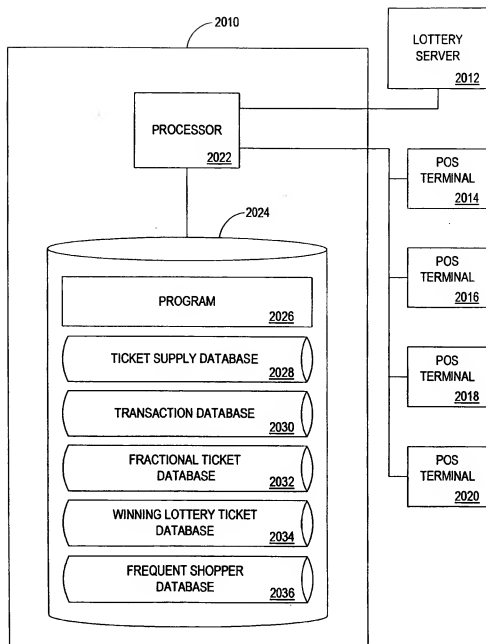 2010
LOTTERY
SERVER
2012
PROCESSOR
2022
POS
TERMINAL
2014
2024
POS
TERMINAL
2016
PROGRAM
2026
TICKET SUPPLY DATABASE
2028
POS
TERMINAL
2018
TRANSACTION DATABASE
2030
FRACTIONAL TICKET
DATABASE
2032
POS
TERMINAL
2020
WINNING LOTTERY TICKET
DATABASE
2034
FREQUENT SHOPPER
DATABASE
2036